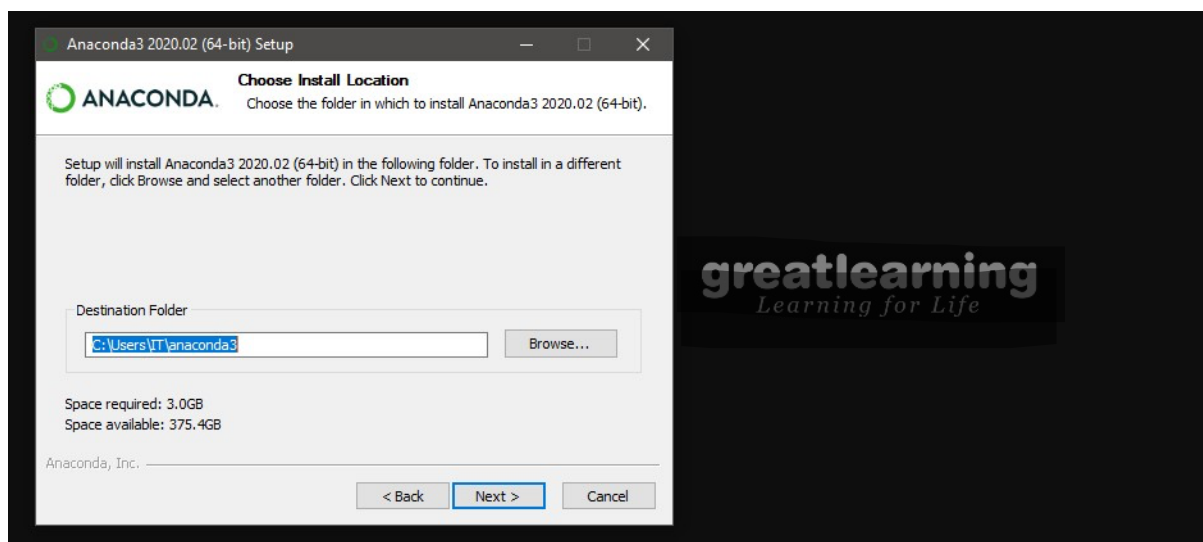 Anaconda3 2020.02 (64-bit) Setup
ANACONDA.
Choose Install Location
Choose the folder in which to install Anaconda3 2020.02 (64-bit).
Setup will install Anaconda3 2020.02 (64-bit) in the following folder. To install in a different
folder, click Browse and select another folder. Click Next to continue.
Destination Folder
C:\Users\IT\anaconda3
Browse...
Space required: 3.0GB
Space available: 375.4GB
Anaconda, Inc.
< Back
Next >
Cancel
greatlearning
Learning for Life